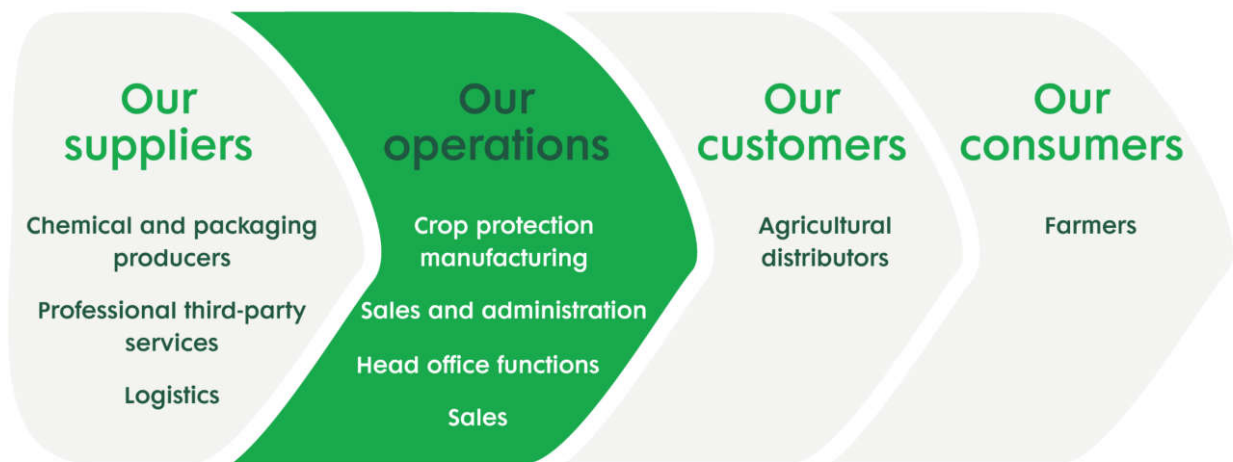 Our
suppliers
Chemical and packaging
producers
Professional third-party
services
Logistics
Our
operations
Crop protection
manufacturing
Sales and administration
Head office functions
Sales
Our
customers
Agricultural
distributors
Our
consumers
Farmers